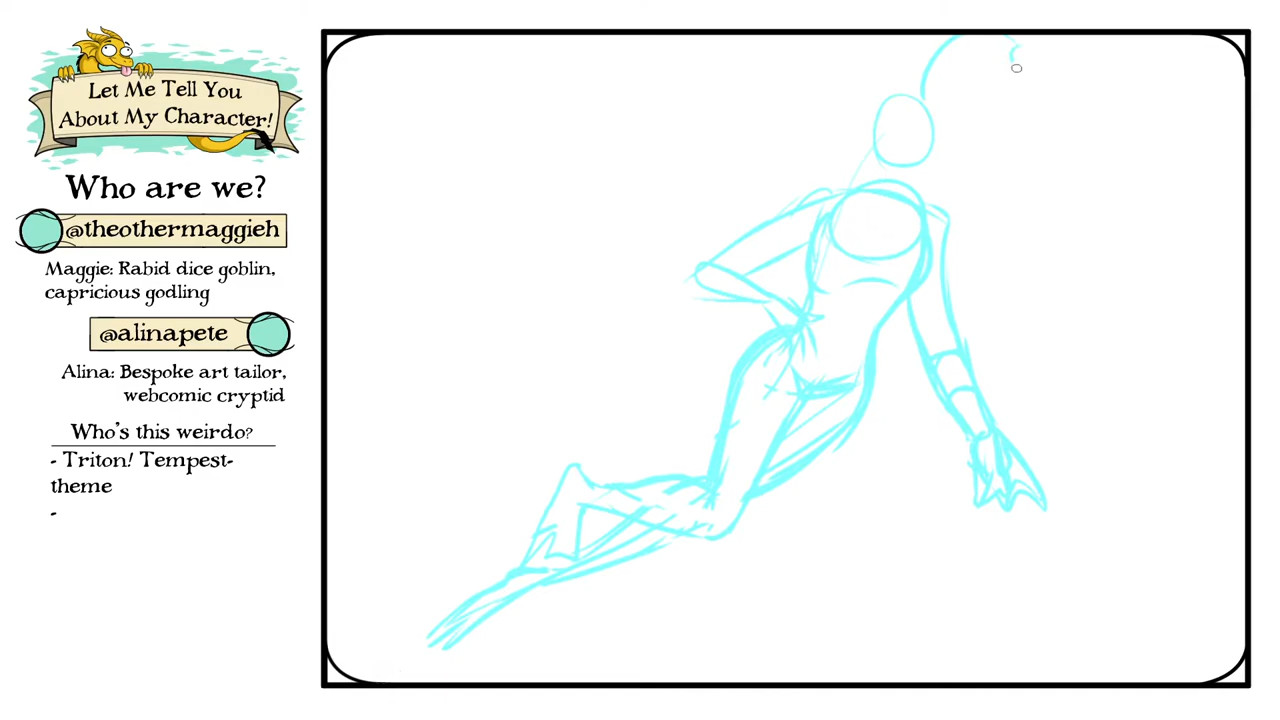 Let Me Tell You
About My Character!
Who are we?
@theothermaggieh
Maggie: Rabid dice goblin,
capricious godling
@alinapete
Alina: Bespoke art tailor,
webcomic cryptid
Who's this weirdo?
- Triton! Tempest-
theme
-